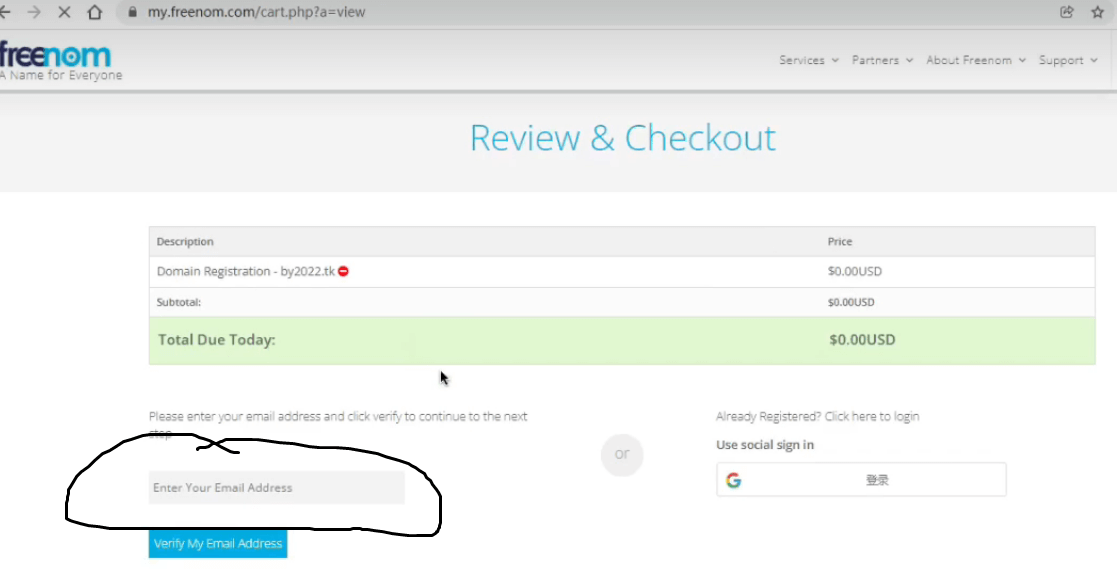 my.freenom.com/cart.php?a=view
freenom
A Name for Everyone
Services Partners About Freenom Support
Review & Checkout
Description Price
Domain Registration - by2022.tk $0.00USD
Subtotal: $0.00USD
Total Due Today: $0.00USD
Please enter your email address and click verify to continue to the next
step
Already Registered? Click here to login
Use social sign in
or
登录
Enter Your Email Address
Verify My Email Address